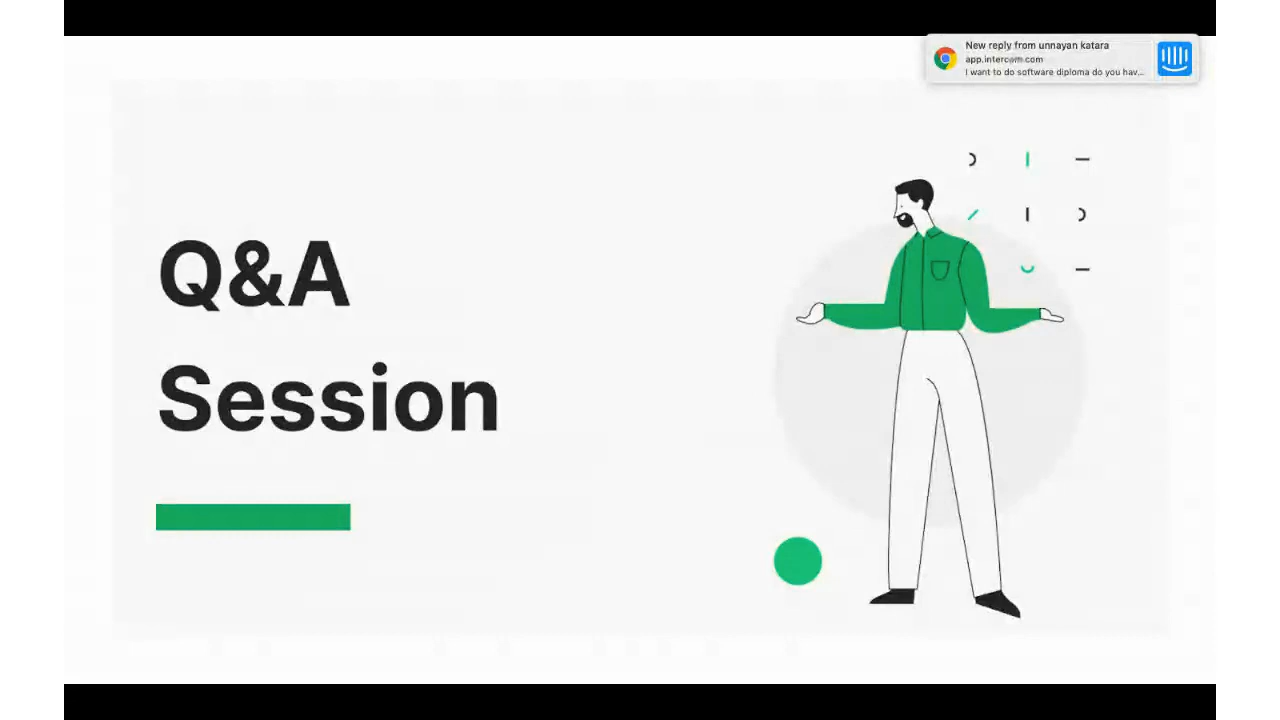 New reply from unnayan katara
app.intercom.com
I want to do software diploma do you hav...
Q&A
Session